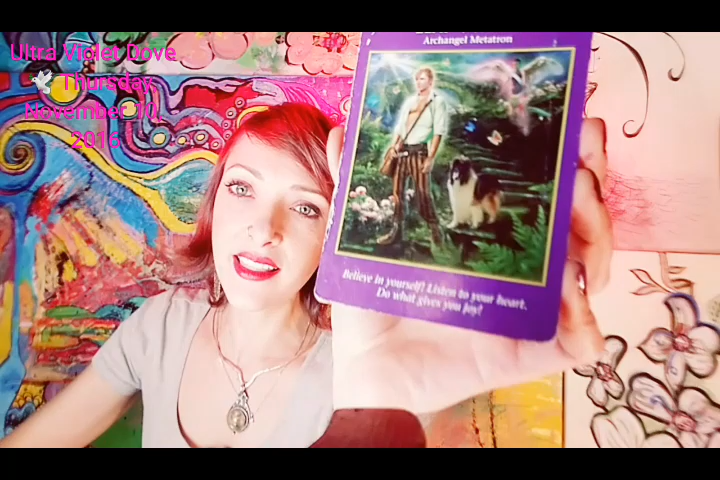 Ultra Violet Dove
🕊 Thursday,
November 10,
2016
Archangel Metatron
Believe in yourself! Listen to your heart.
Do what gives you joy!